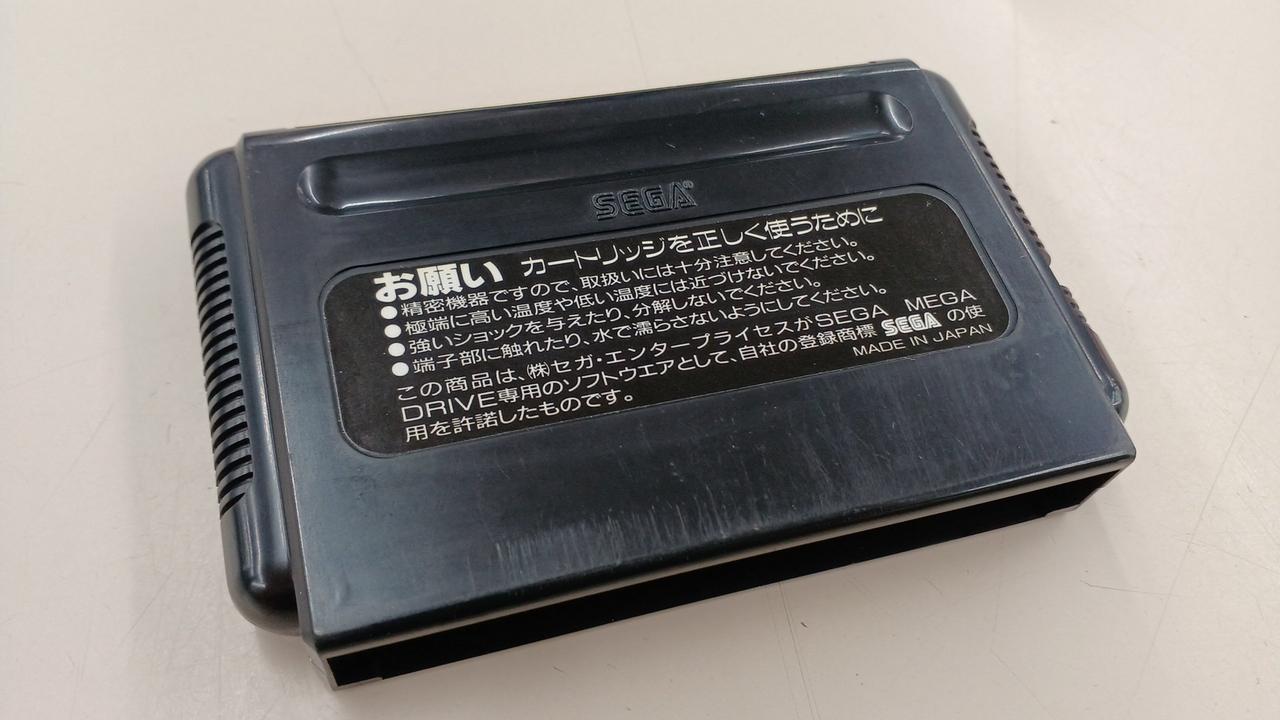 SEGA®
お願い カートリッジを正しく使うために
●精密機器ですので、取扱いには十分注意してください。
●極端に高い温度や低い温度には近づけないでください。
●強いショックを与えたり、分解しないでください。
●端子部に触れたり、水で濡らさないようにしてください。
この商品は、㈱セガ・エンタープライゼスがSEGA MEGA
DRIVE専用のソフトウエアとして、自社の登録商標 SEGA の使
用を許諾したものです。
MADE IN JAPAN